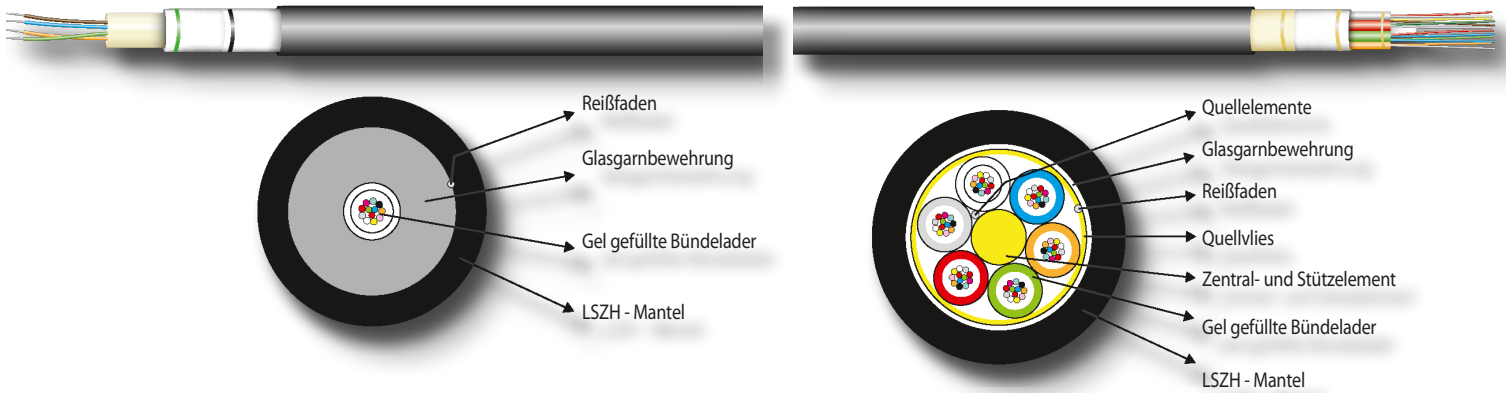 Reißfaden
Glasgarnbewehrung
Gel gefüllte Bündelader
LSZH - Mantel
Quellelemente
Glasgarnbewehrung
Reißfaden
Quellvlies
Zentral- und Stützelement
Gel gefüllte Bündelader
LSZH - Mantel